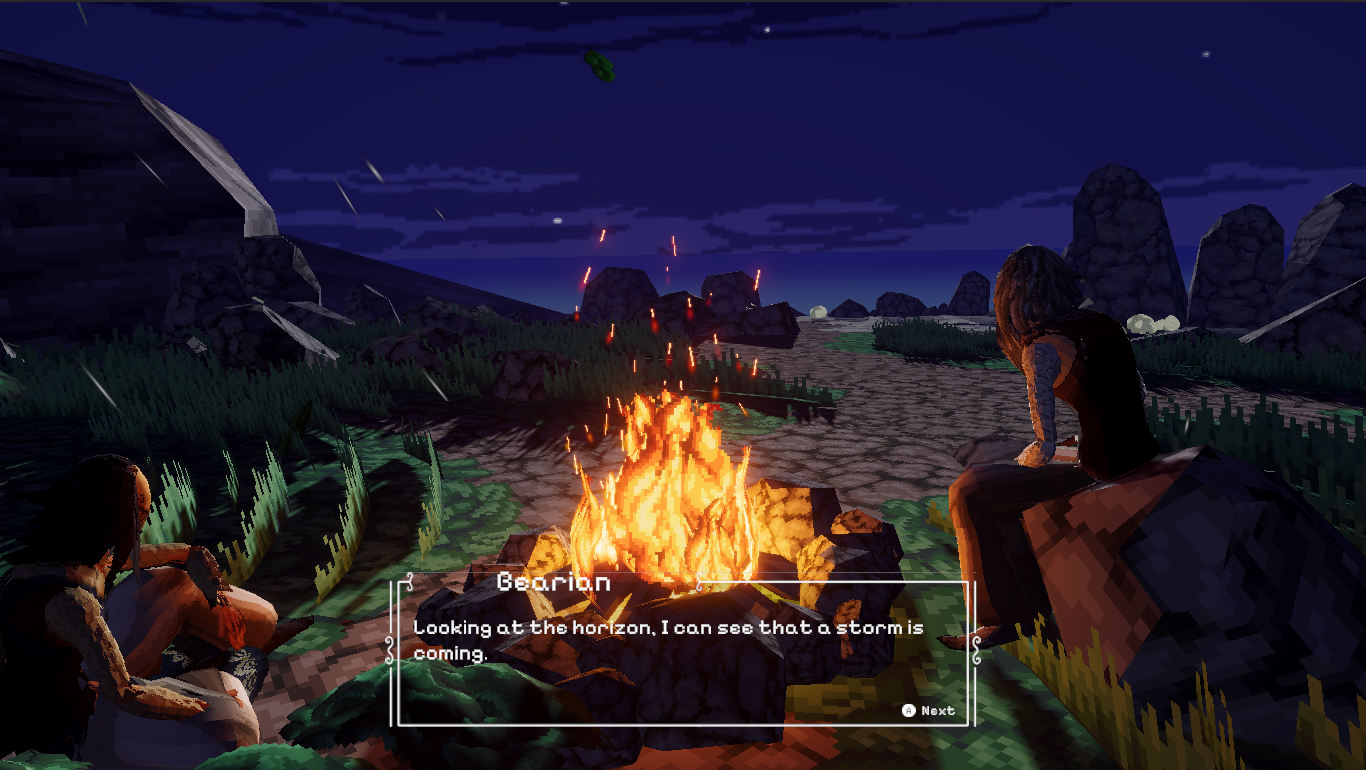 Bearian
Looking at the horizon, I can see that a storm is
coming.
A Next